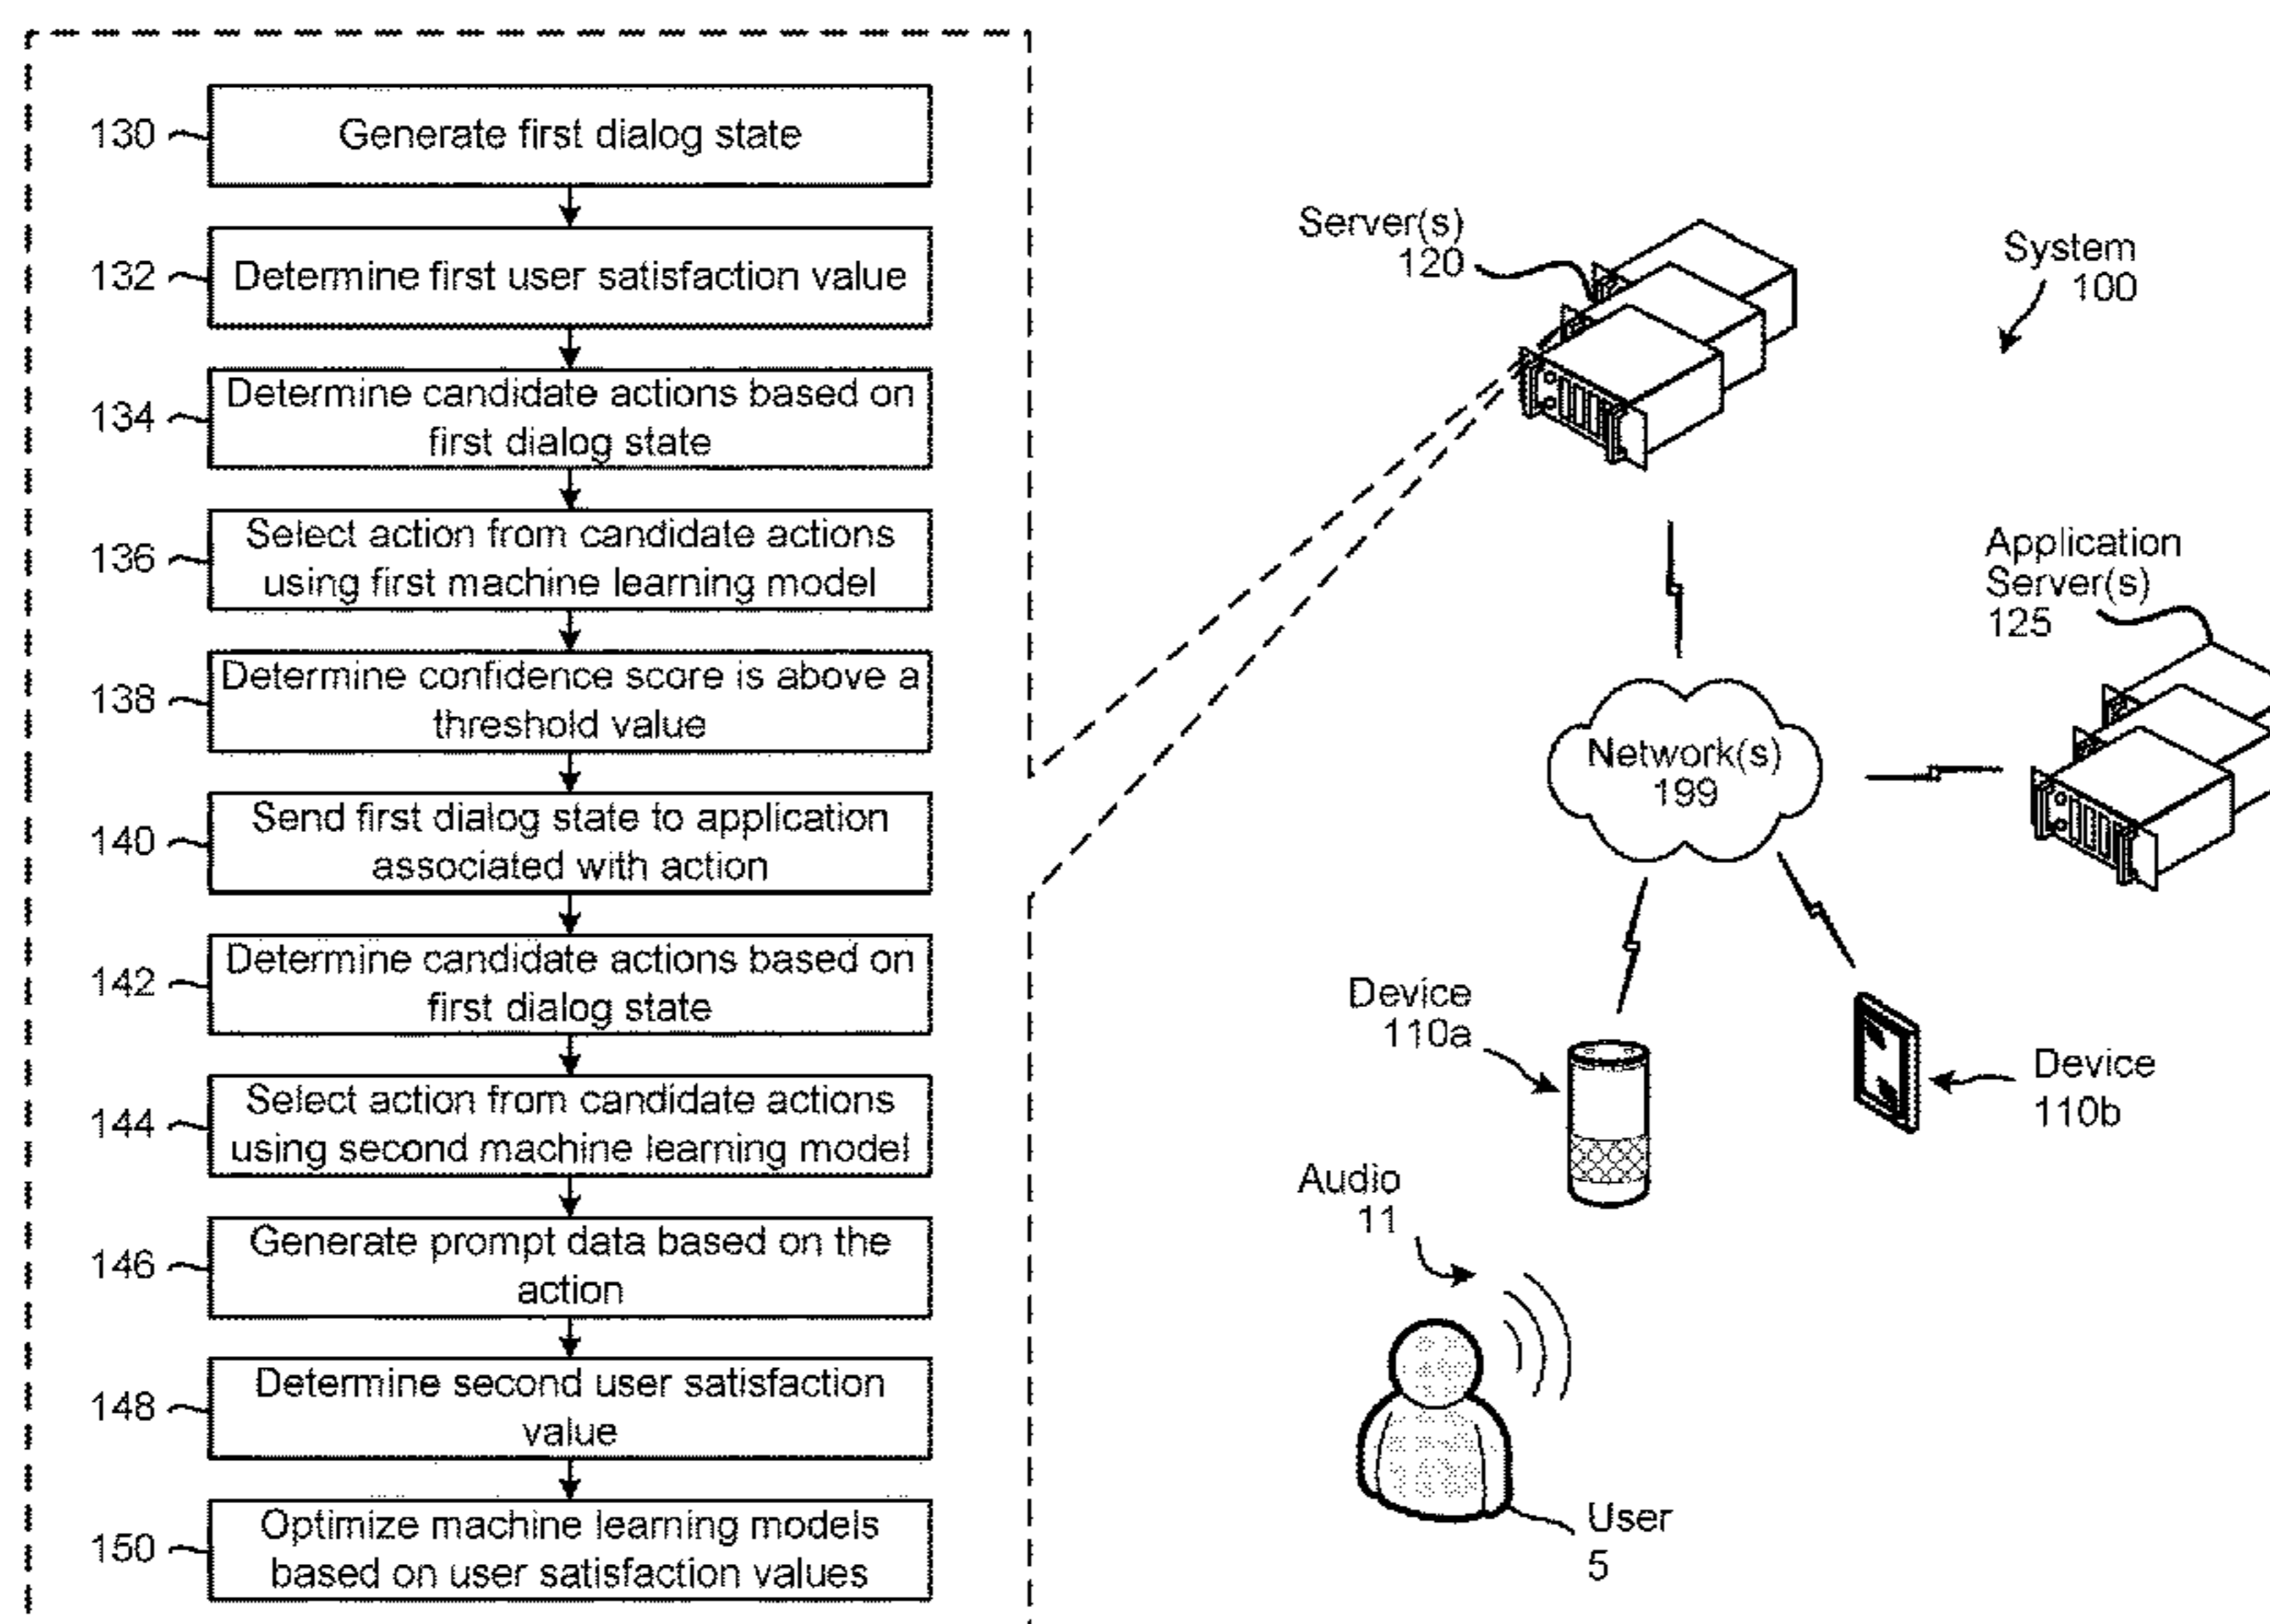 130
Generate first dialog state
132
Determine first user satisfaction value
134
Determine candidate actions based on
first dialog state
136
Select action from candidate actions
using first machine learning model
138
Determine confidence score is above a
threshold value
140
Send first dialog state to application
associated with action
142
Determine candidate actions based on
first dialog state
144
Select action from candidate actions
using second machine learning model
146
Generate prompt data based on the
action
148
Determine second user satisfaction
value
150
Optimize machine learning models
based on user satisfaction values
Server(s)
120
System
100
Application
Server(s)
125
Network(s)
199
Device
110a
Device
110b
Audio
11
User
5